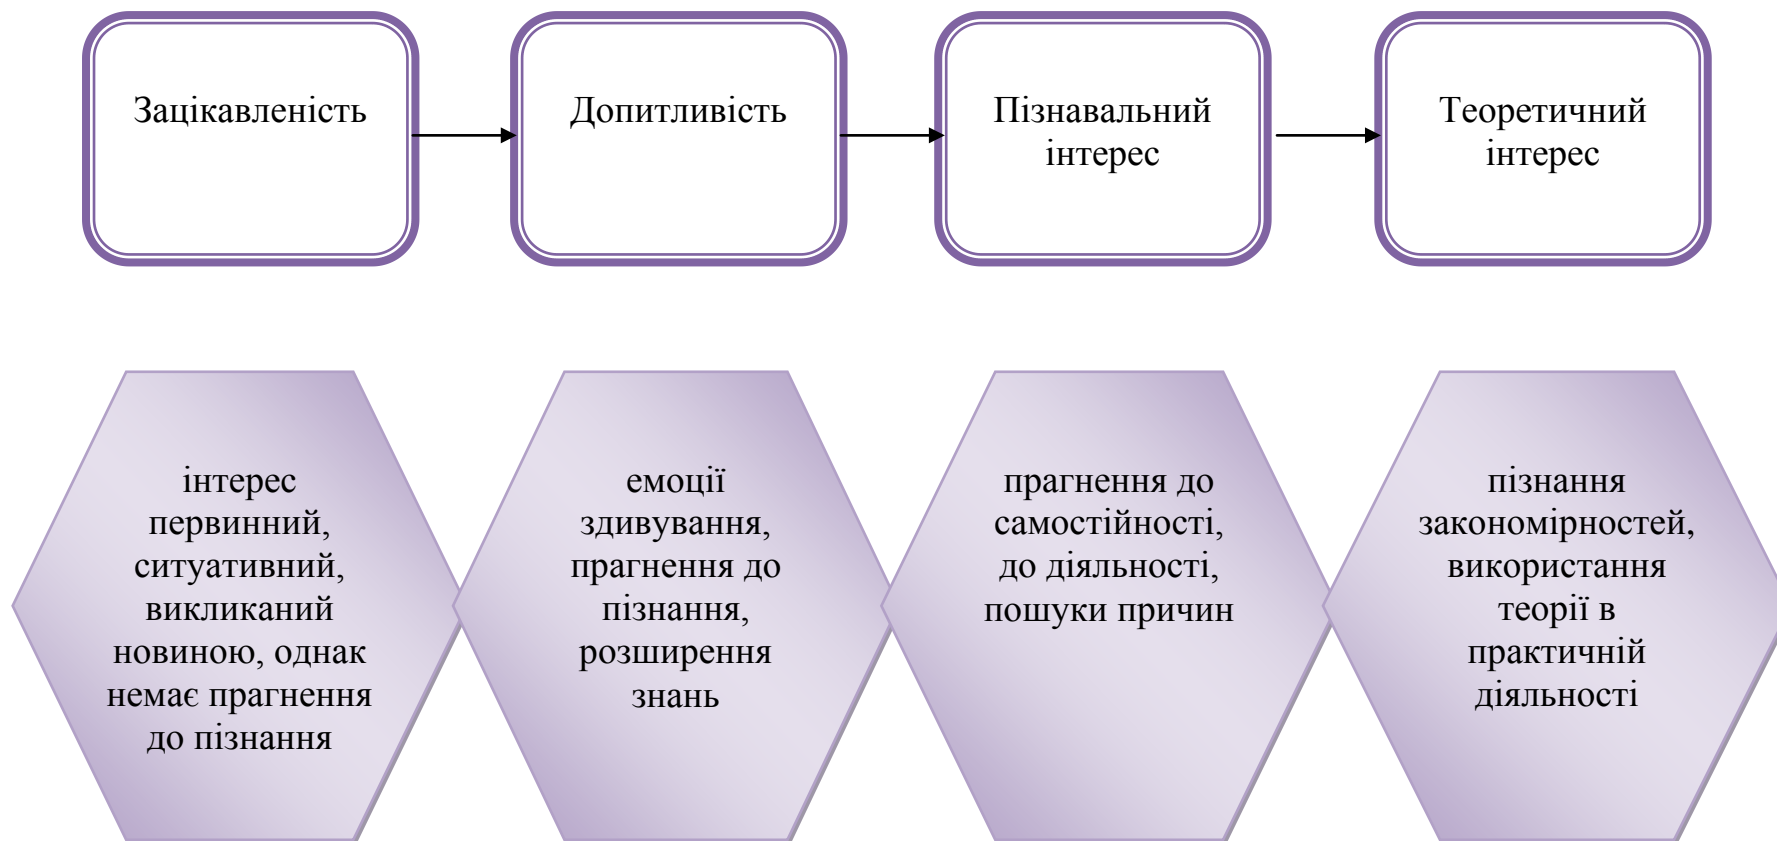 Зацікавленість
Допитливість
Пізнавальний
інтерес
Теоретичний
інтерес
інтерес
первинний,
ситуативний,
викликаний
новиною, однак
немає прагнення
до пізнання
емоції
здивування,
прагнення до
пізнання,
розширення
знань
прагнення до
самостійності,
до діяльності,
пошуки причин
пізнання
закономірностей,
використання
теорії в
практичній
діяльності